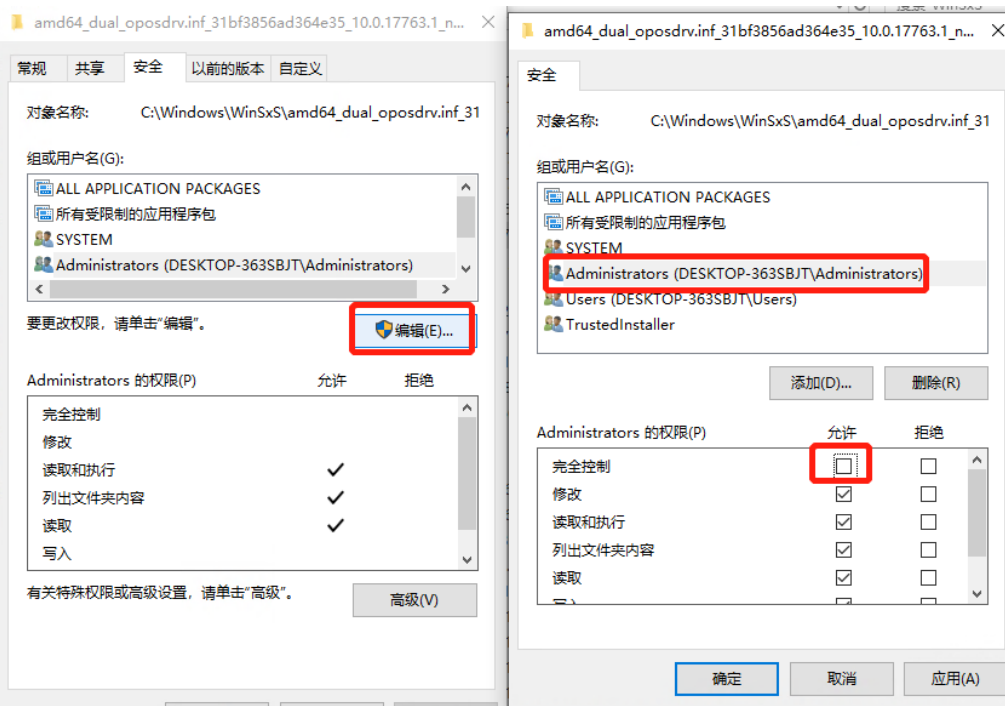 amd64_dual_oposdrv.inf_31bf3856ad364e35_10.0.17763.1_n...
常规
共享
安全
以前的版本
自定义
对象名称:
C:\Windows\WinSxS\amd64_dual_oposdrv.inf_31
组或用户名(G):
ALL APPLICATION PACKAGES
所有受限制的应用程序包
SYSTEM
Administrators (DESKTOP-363SBJT\Administrators)
要更改权限，请单击“编辑”。
编辑(E)...
Administrators 的权限(P)
允许
拒绝
完全控制
修改
读取和执行
列出文件夹内容
读取
写入
有关特殊权限或高级设置，请单击“高级”。
高级(V)
amd64_dual_oposdrv.inf_31bf3856ad364e35_10.0.17763.1_n...
安全
对象名称:
C:\Windows\WinSxS\amd64_dual_oposdrv.inf_31
组或用户名(G):
ALL APPLICATION PACKAGES
所有受限制的应用程序包
SYSTEM
Administrators (DESKTOP-363SBJT\Administrators)
Users (DESKTOP-363SBJT\Users)
TrustedInstaller
添加(D)...
删除(R)
Administrators 的权限(P)
允许
拒绝
完全控制
修改
读取和执行
列出文件夹内容
读取
确定
取消
应用(A)